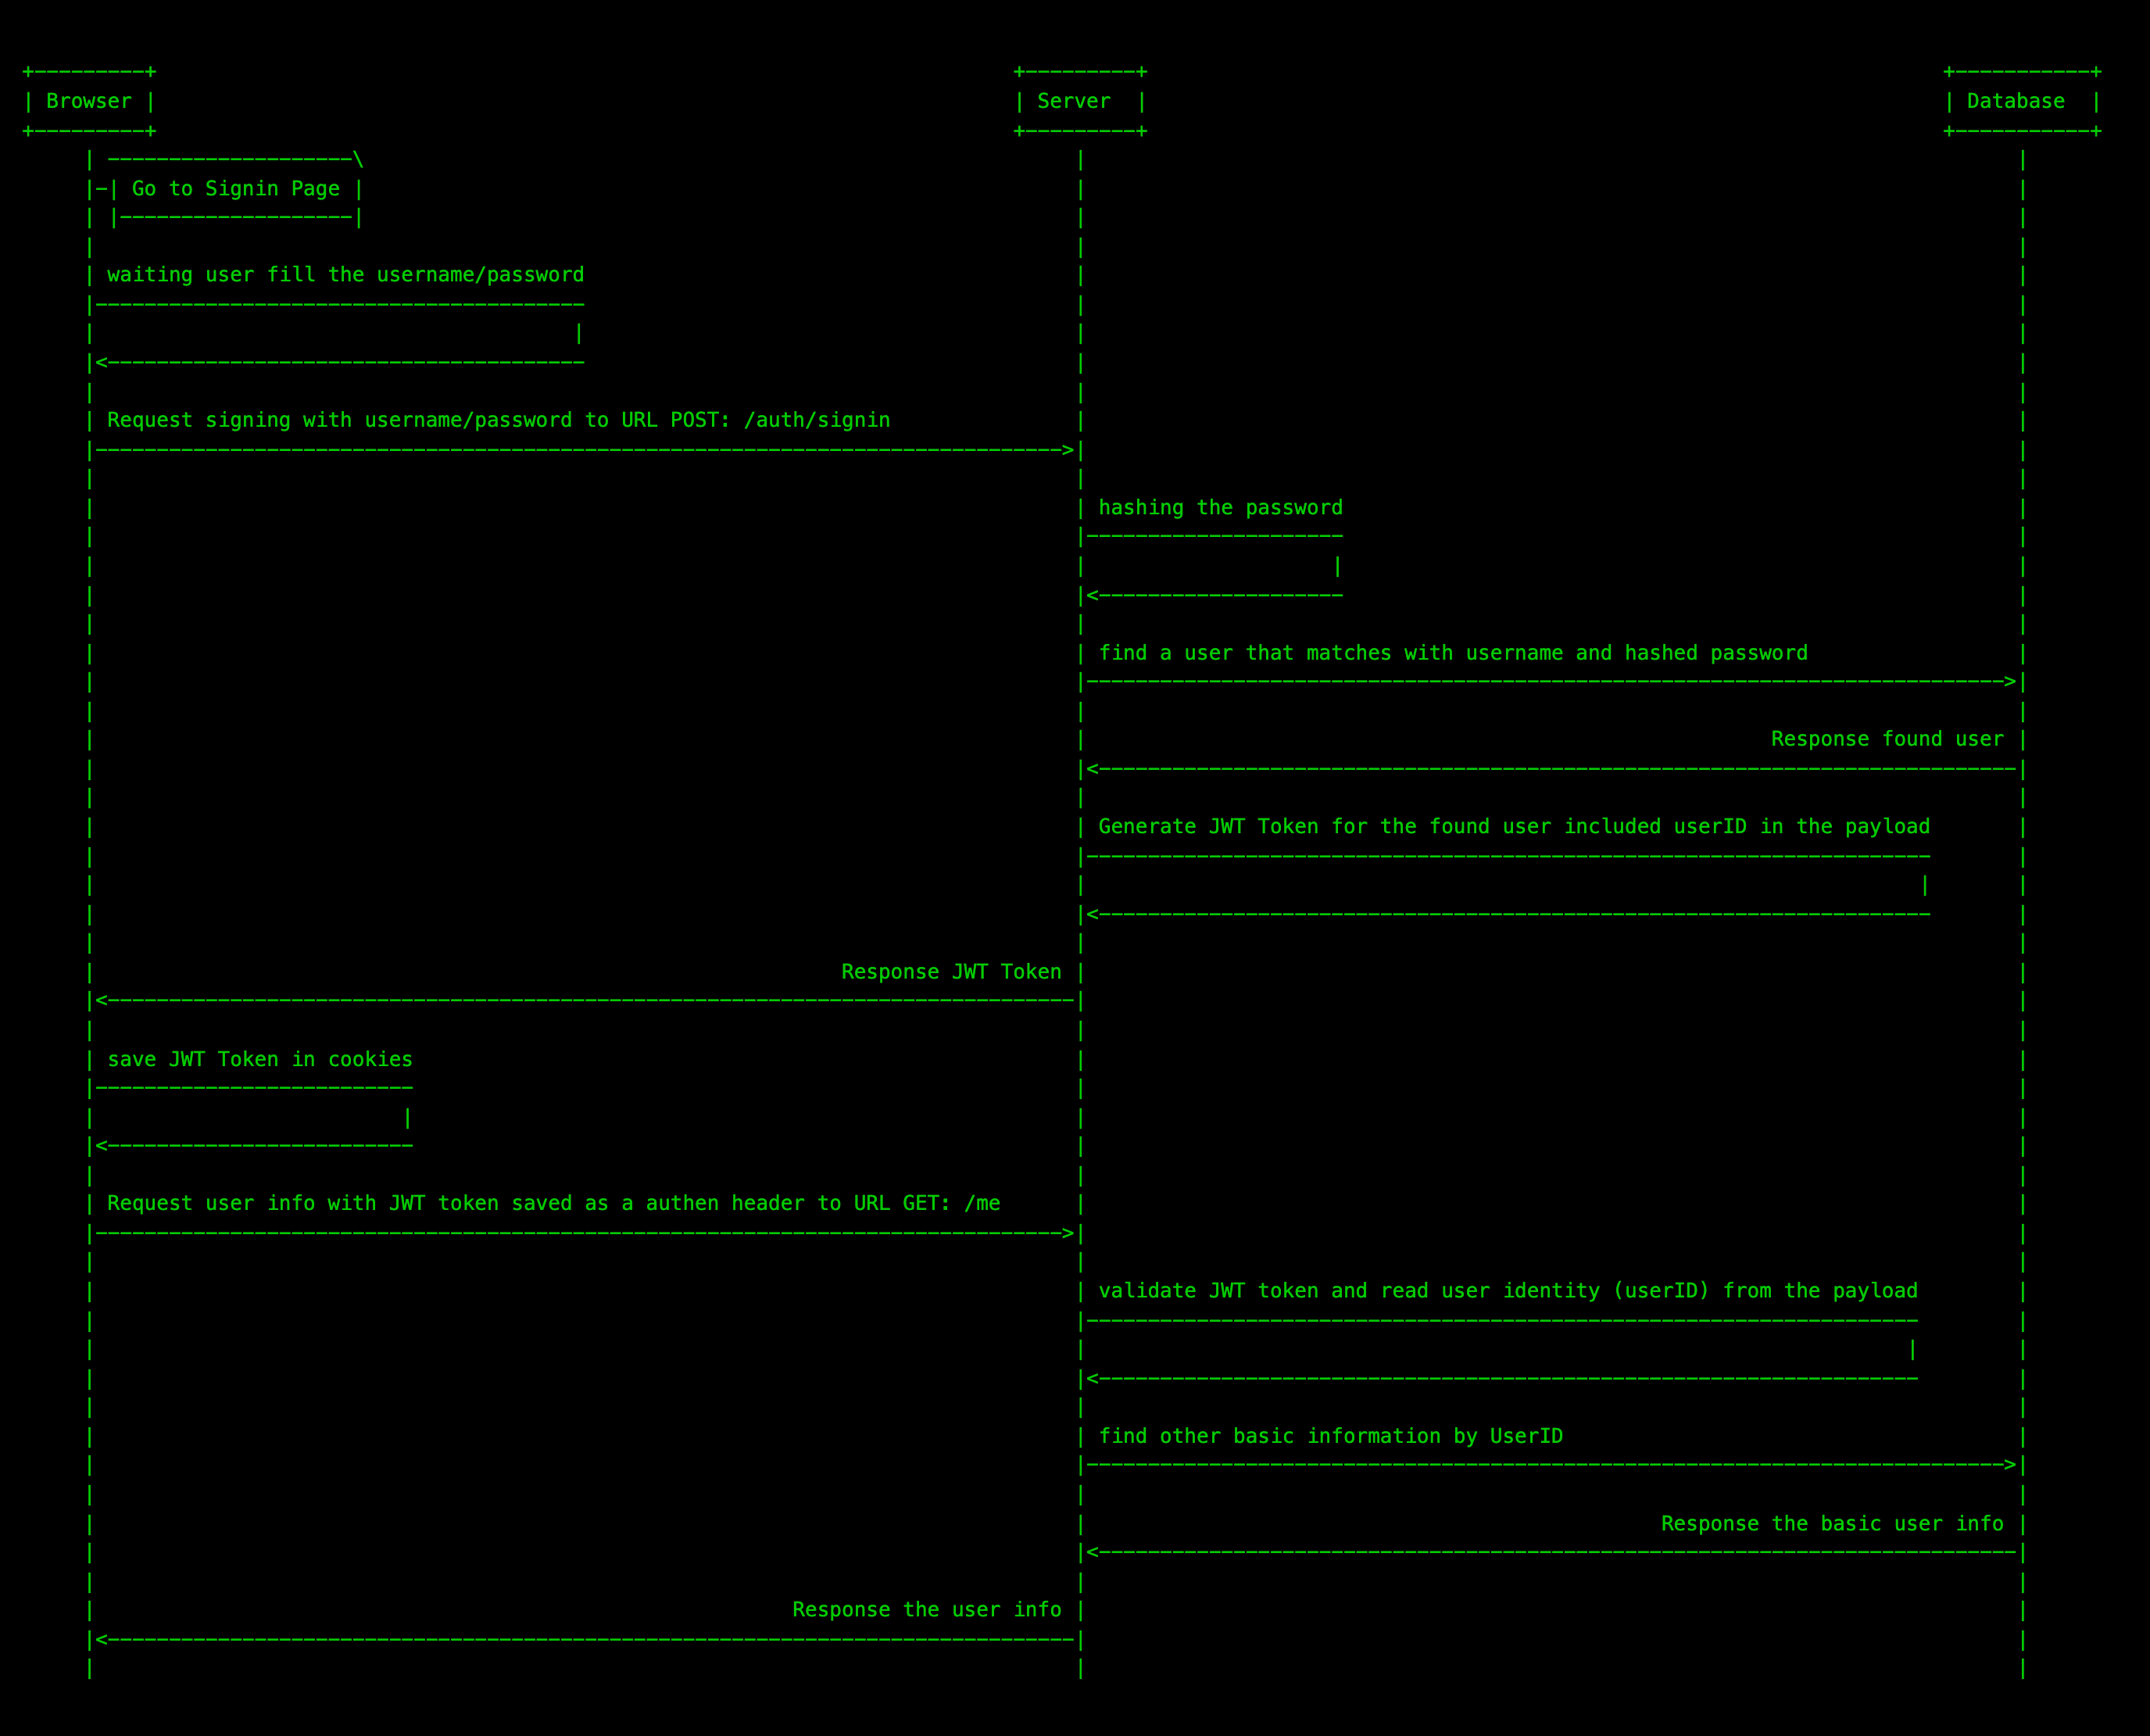 Browser Server Database
Go to Signin Page
waiting user fill the username/password
Request signing with username/password to URL POST: /auth/signin
hashing the password
find a user that matches with username and hashed password
Response found user
Generate JWT Token for the found user included userID in the payload
Response JWT Token
save JWT Token in cookies
Request user info with JWT token saved as a authen header to URL GET: /me
validate JWT token and read user identity (userID) from the payload
find other basic information by UserID
Response the basic user info
Response the user info